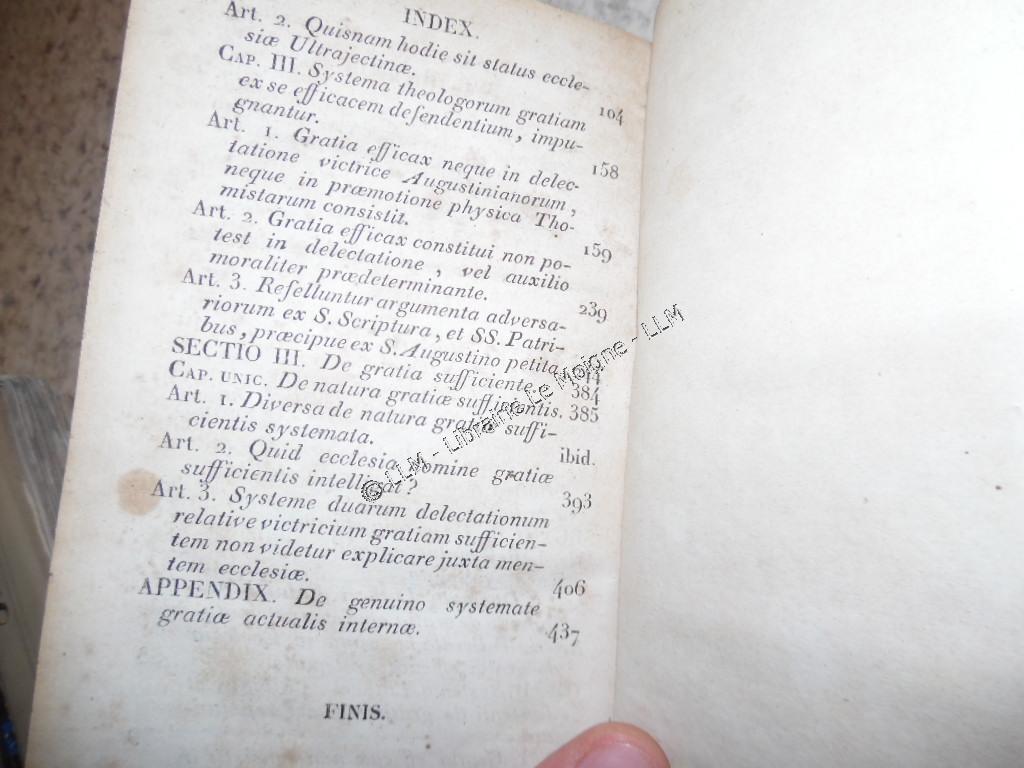 INDEX.
Art. 2. Quisnam hodie sit status eccle-
siæ Ultrajectinæ. 104
CAP. III. Systema theologorum gratiam
ex se efficacem defendentium, impu-
gnantur. 158
Art. 1. Gratia efficax neque in delec-
tatione victrice Augustinianorum,
neque in præmotione physica Tho-
mistarum consistit. 159
Art. 2. Gratia efficax constitui non po-
test in delectatione, vel auxilio
moraliter prædeterminante. 239
Art. 3. Refelluntur argumenta adversa-
riorum ex S. Scriptura, et SS. Patri-
bus, præcipue ex S. Augustino petita.
SECTIO III. De gratia sufficiente. 384
CAP. UNIC. De natura gratiæ sufficientis. 385
Art. 1. Diversa de natura gratiæ suffi-
cientis systemata. ibid.
Art. 2. Quid ecclesia nomine gratiæ
sufficientis intellexit? 393
Art. 3. Systeme duarum delectationum
relative victricium gratiam sufficien-
tem non videtur explicare juxta men-
tem ecclesiæ. 406
APPENDIX. De genuino systemate
gratiæ actualis internæ. 437
FINIS.
© LLM - Librairie Le Moigne - LLM